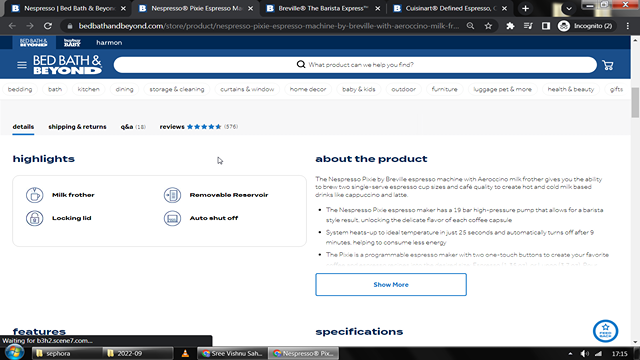 Nespresso | Bed Bath & Beyond
Nespresso® Pixie Espresso Ma
Breville® The Barista Express™
Cuisinart® Defined Espresso, C
bedbathandbeyond.com/store/product/nespresso-pixie-espresso-machine-by-breville-with-aeroccino-milk-fr
Incognito (2)
BED BATH &
BEYOND
buybuy
BABY
harmon
BED BATH &
BEYOND
What product can we help you find?
bedding bath kitchen dining storage & cleaning curtains & window home decor baby & kids outdoor furniture luggage pet & more health & beauty gifts
details shipping & returns q&a (18) reviews (576)
highlights
Milk frother
Removable Reservoir
Locking lid
Auto shut off
about the product
The Nespresso Pixie by Breville espresso machine with Aeroccino milk frother gives you the ability
to brew two single-serve espresso cup sizes and café quality to create hot and cold milk based
drinks like cappuccino and latte.
• The Nespresso Pixie espresso maker has a 19 bar high-pressure pump that allows for a barista
style result, unlocking the delicate flavor of each coffee capsule
• System heats-up to ideal temperature in just 25 seconds and automatically turns off after 9
minutes, helping to consume less energy
• The Pixie is a programmable espresso maker with two one-touch buttons to create your favorite
Show More
features
specifications
FEED
BACK
Waiting for b3h2.scene7.com...
sephora
2022-09
Sree Vishnu Sah...
Nespresso® Pix...
17:15